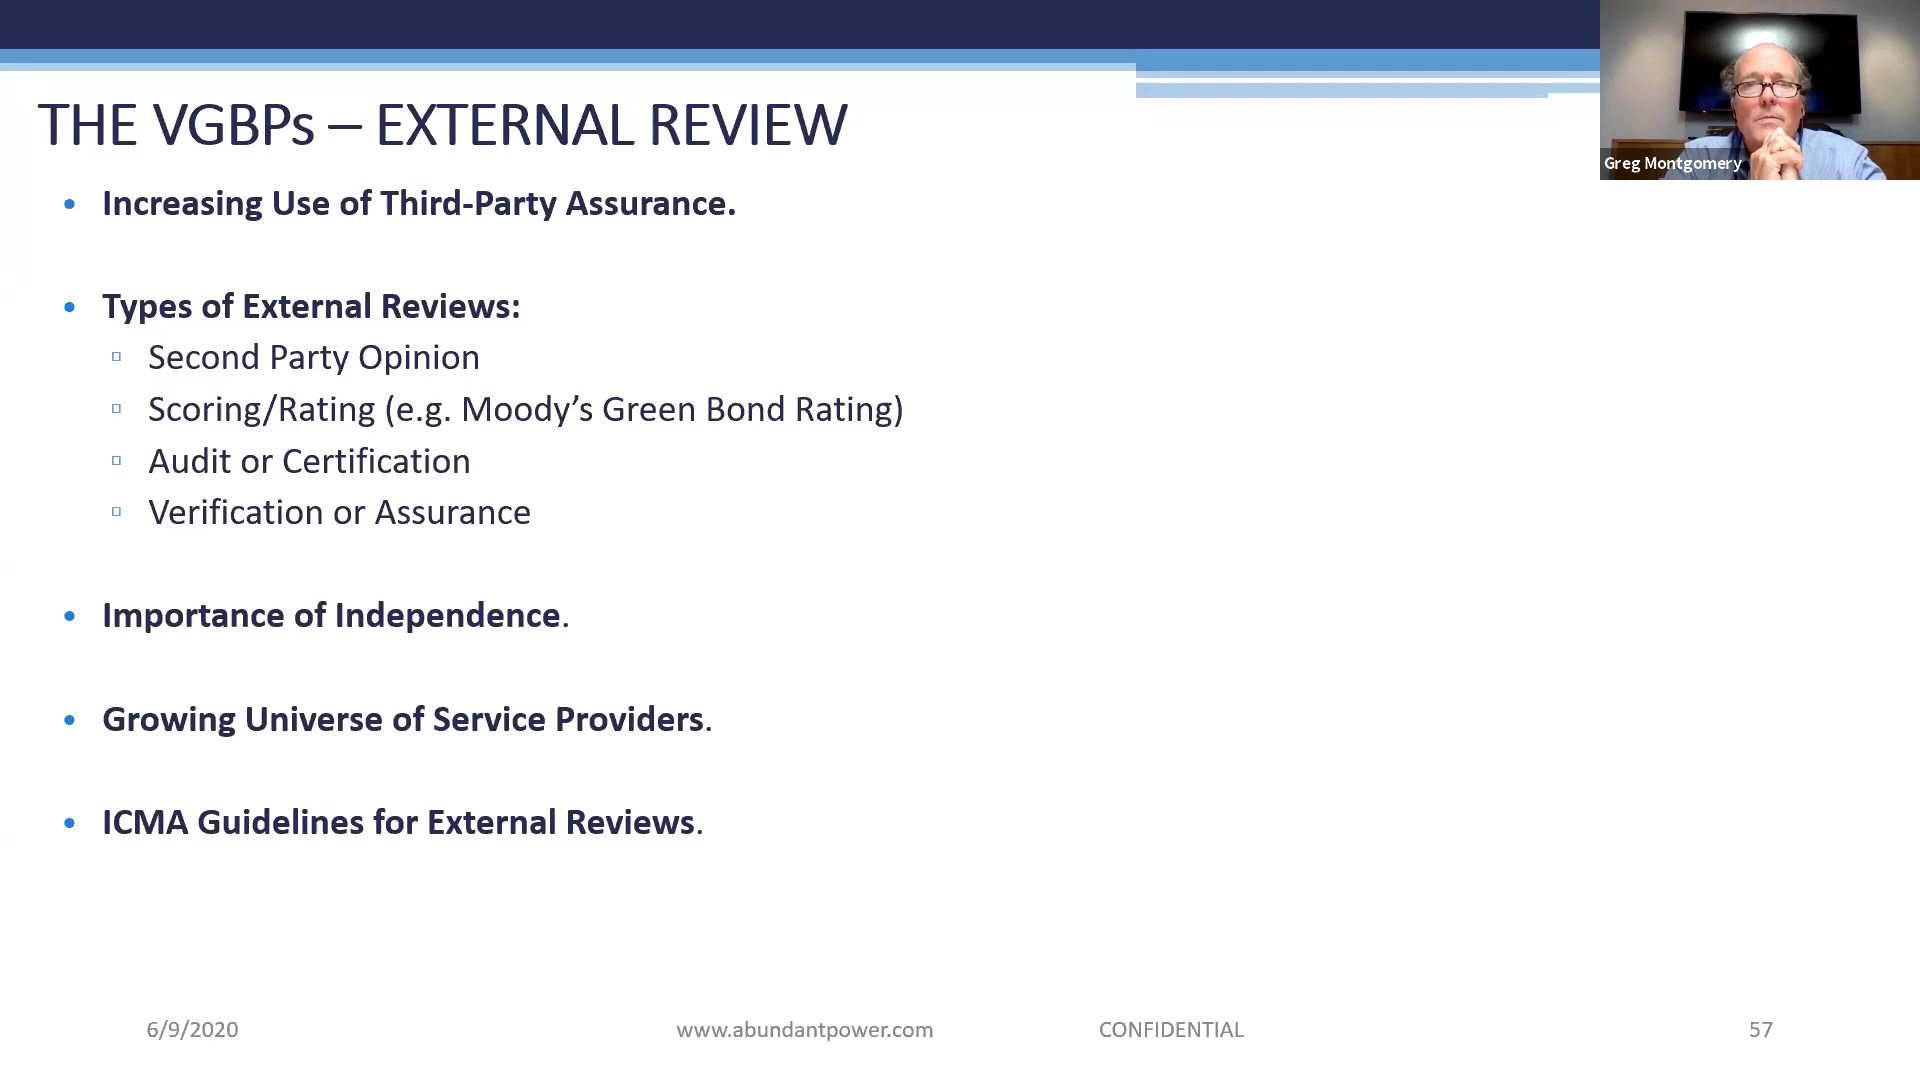 THE VGBPs – EXTERNAL REVIEW
Greg Montgomery
• Increasing Use of Third-Party Assurance.
• Types of External Reviews:
▫ Second Party Opinion
▫ Scoring/Rating (e.g. Moody’s Green Bond Rating)
▫ Audit or Certification
▫ Verification or Assurance
• Importance of Independence.
• Growing Universe of Service Providers.
• ICMA Guidelines for External Reviews.
6/9/2020 www.abundantpower.com CONFIDENTIAL 57